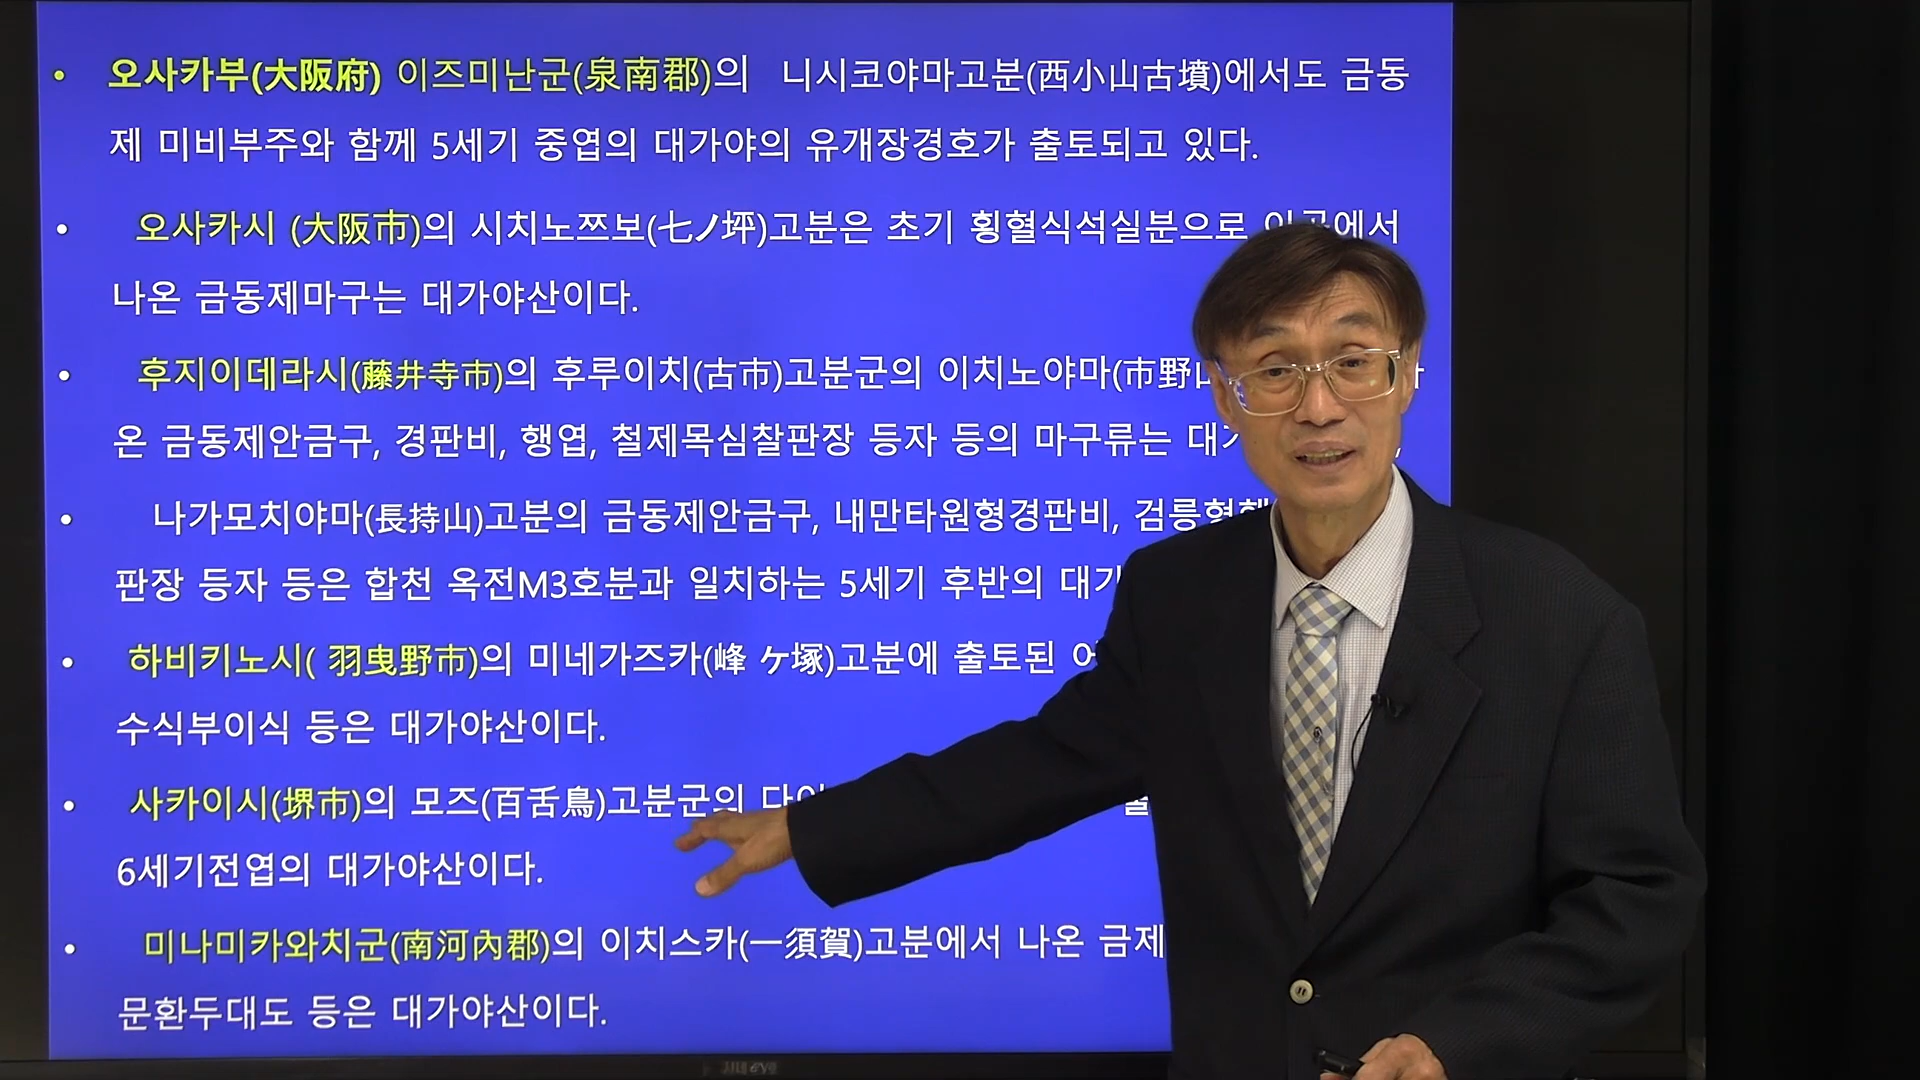 • 오사카부(大阪府) 이즈미난군(泉南郡)의 니시코야마고분(西小山古墳)에서도 금동
제 미비부주와 함께 5세기 중엽의 대가야의 유개장경호가 출토되고 있다.
• 오사카시 (大阪市)의 시치노쯔보(七ノ坪)고분은 초기 횡혈식석실분으로 이곳에서
나온 금동제마구는 대가야산이다.
• 후지이데라시(藤井寺市)의 후루이치(古市)고분군의 이치노야마(市野山
온 금동제안금구, 경판비, 행엽, 철제목심찰판장 등자 등의 마구류는
• 나가모치야마(長持山)고분의 금동제안금구, 내만타원형경판비,
판장 등자 등은 합천 옥전M3호분과 일치하는 5세기 후반의
• 하비키노시( 羽曳野市)의 미네가즈카(峰 ケ塚)고분에 출토된
수식부이식 등은 대가야산이다.
• 사카이시(堺市)의 모즈(百舌鳥)고분군의
6세기전엽의 대가야산이다.
• 미나미카와치군(南河內郡)의 이치스카(一須賀)고분에서 나온 금제
문환두대도 등은 대가야산이다.